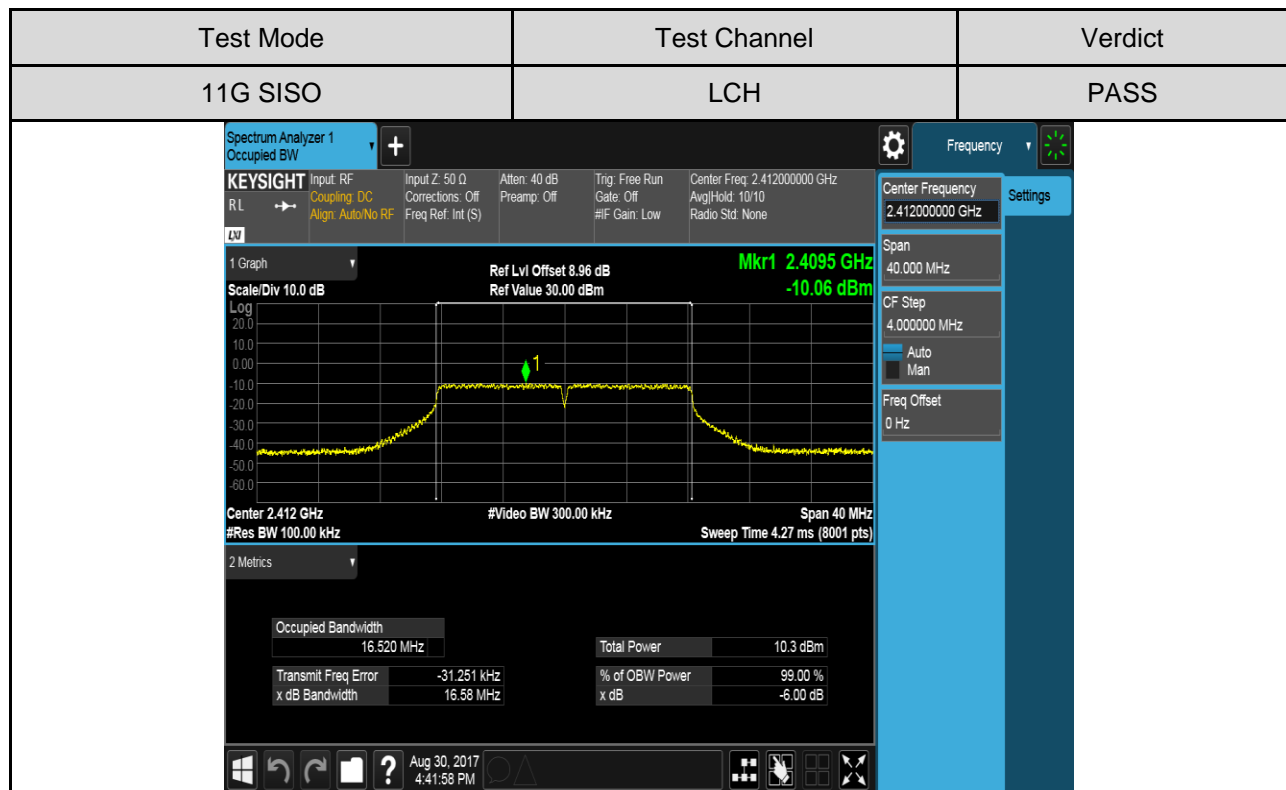 Test Mode Test Channel Verdict
11G SISO LCH PASS
Spectrum Analyzer 1
Occupied BW
+
Frequency
KEYSIGHT Input: RF Input Z: 50 Ω Atten: 40 dB Trig: Free Run Center Freq: 2.412000000 GHz
RL Coupling: DC Corrections: Off Preamp: Off Gate: Off Avg|Hold: 10/10
Align: Auto/No RF Freq Ref: Int (S) #IF Gain: Low Radio Std: None
LXI
Center Frequency
2.412000000 GHz
Settings
Span
40.000 MHz
CF Step
4.000000 MHz
Auto
Man
Freq Offset
0 Hz
1 Graph
Ref Lvl Offset 8.96 dB
Mkr1 2.4095 GHz
Scale/Div 10.0 dB Ref Value 30.00 dBm -10.06 dBm
Log
20.0
10.0
0.00
-10.0
-20.0
-30.0
-40.0
-50.0
-60.0
1
Center 2.412 GHz #Video BW 300.00 kHz Span 40 MHz
#Res BW 100.00 kHz Sweep Time 4.27 ms (8001 pts)
2 Metrics
Occupied Bandwidth
16.520 MHz Total Power 10.3 dBm
Transmit Freq Error -31.251 kHz % of OBW Power 99.00 %
x dB Bandwidth 16.58 MHz x dB -6.00 dB
?
Aug 30, 2017
4:41:58 PM